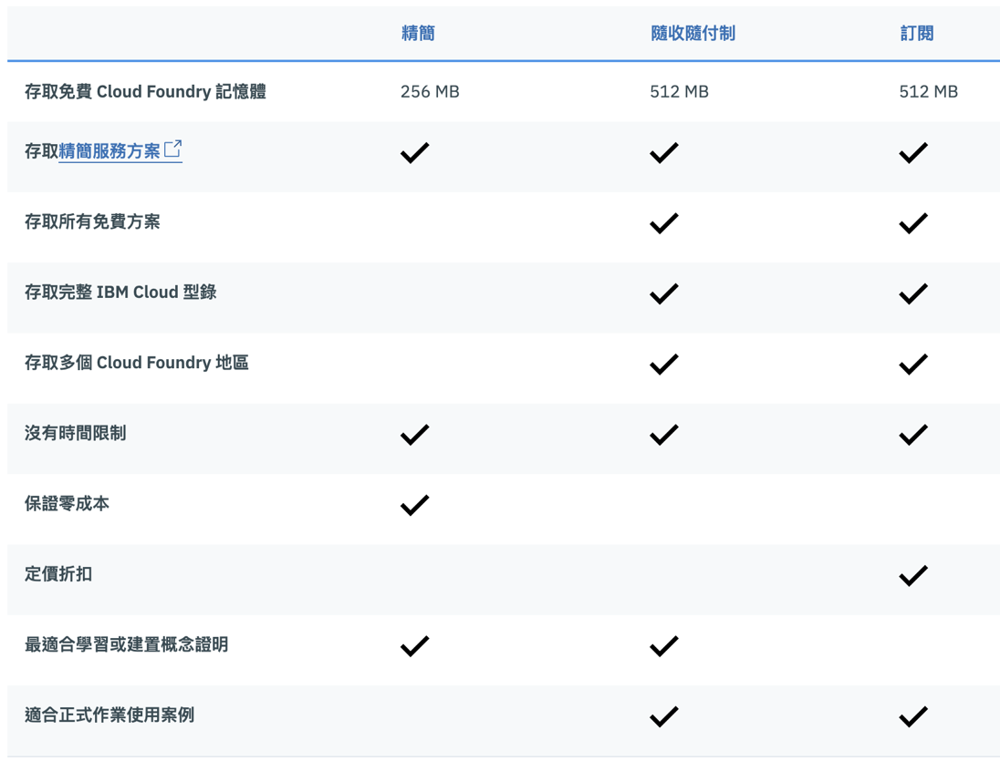 精簡 隨收隨付制 訂閱
存取免費 Cloud Foundry 記憶體 256 MB 512 MB 512 MB
存取精簡服務方案
存取所有免費方案
存取完整 IBM Cloud 型錄
存取多個 Cloud Foundry 地區
沒有時間限制
保證零成本
定價折扣
最適合學習或建置概念證明
適合正式作業使用案例